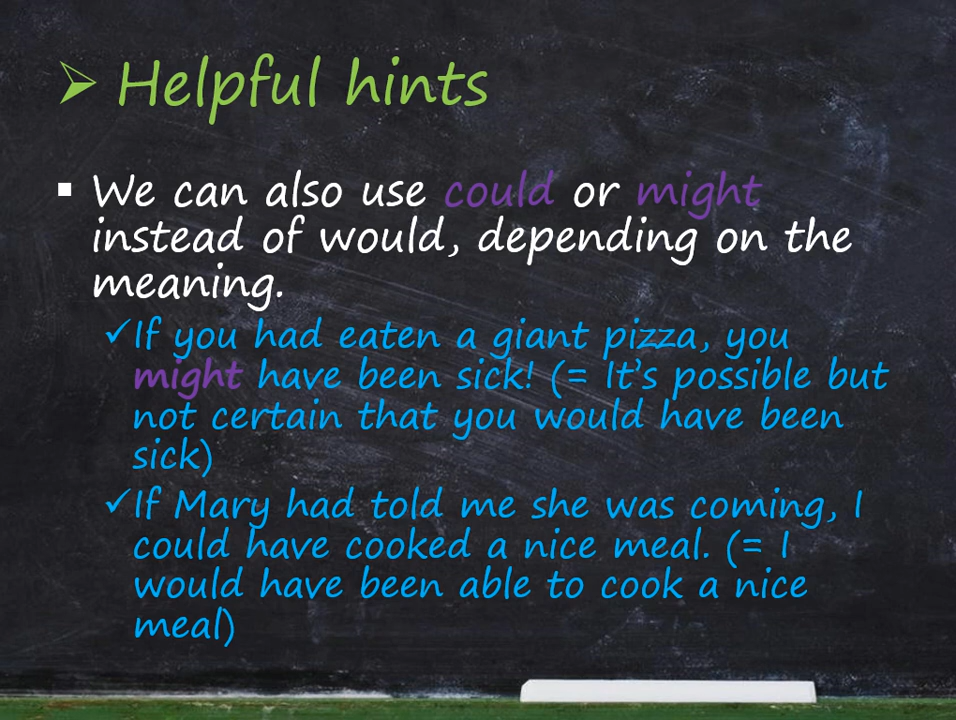 ➢ Helpful hints
▪ We can also use could or might
instead of would, depending on the
meaning.
✓If you had eaten a giant pizza, you
might have been sick! (= It's possible but
not certain that you would have been
sick)
✓If Mary had told me she was coming, I
could have cooked a nice meal. (= I
would have been able to cook a nice
meal)